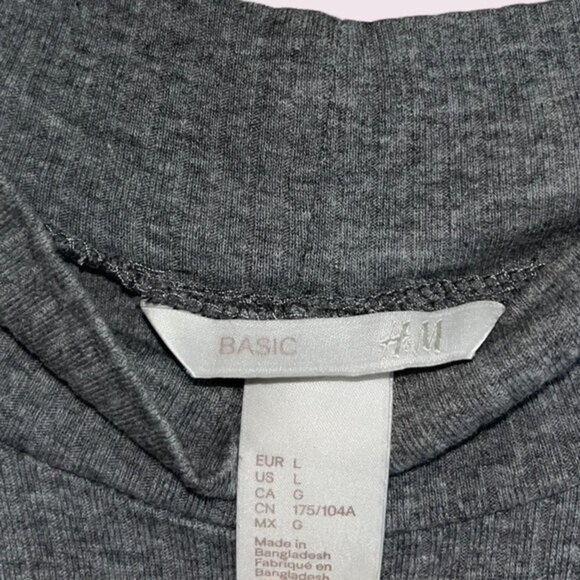 BASIC H&M
EUR L
US L
CA G
CN 175/104A
MX G
Made in
Bangladesh
Fabriqué en
Bangladesh